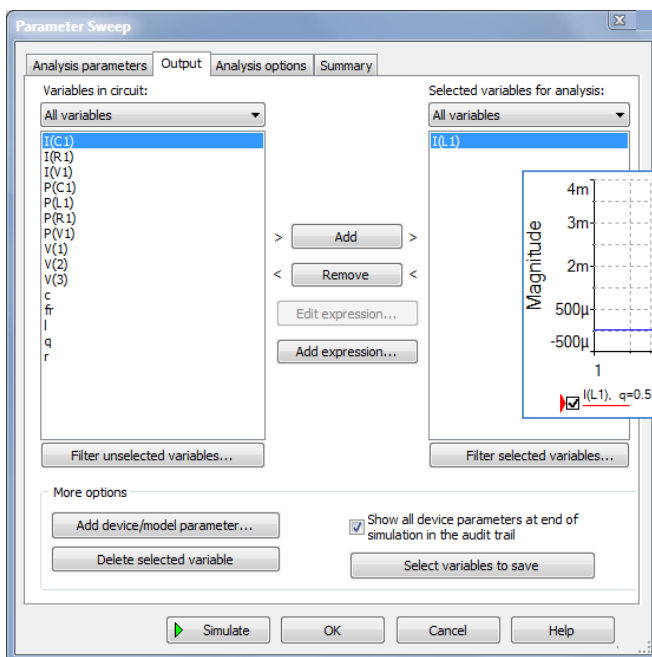 Parameter Sweep
Analysis parameters Output Analysis options Summary
Variables in circuit:
All variables
I(C1)
I(R1)
I(V1)
P(C1)
P(L1)
P(R1)
P(V1)
V(1)
V(2)
V(3)
c
fr
l
q
r
Filter unselected variables...
> Add >
< Remove <
Edit expression...
Add expression...
Selected variables for analysis:
All variables
I(L1)
Filter selected variables...
Magnitude
4m
3m
2m
500µ
-500µ
1
I(L1), q=0.5
More options
Add device/model parameter...
Delete selected variable
Show all device parameters at end of
simulation in the audit trail
Select variables to save
Simulate OK Cancel Help